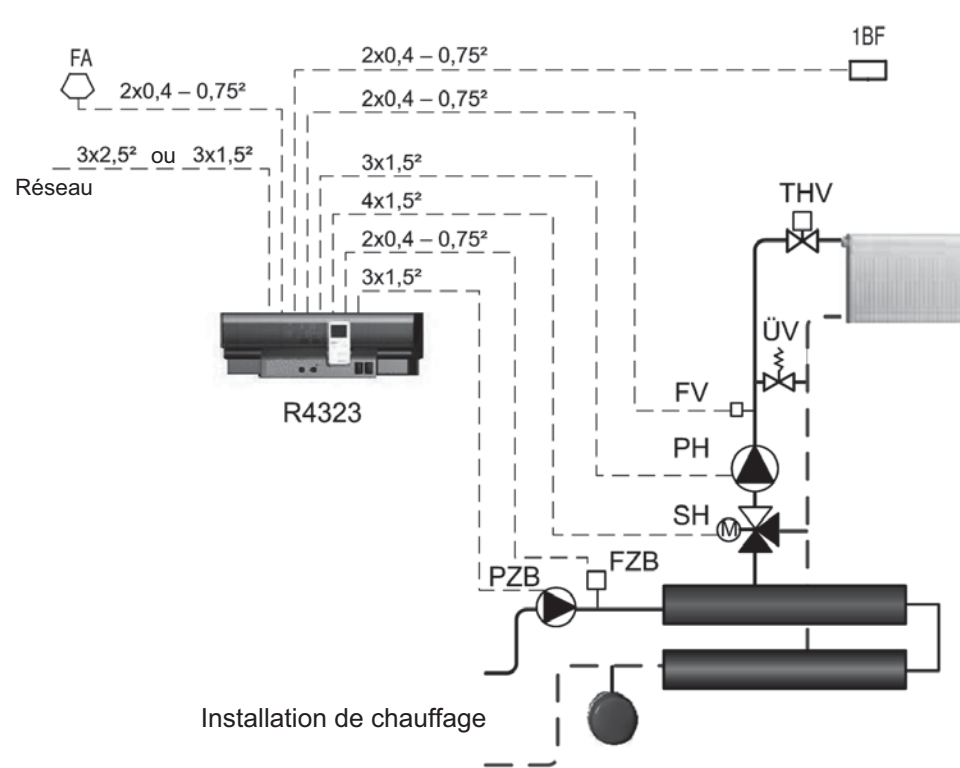 1BF
2x0,4 – 0,75²
FA
2x0,4 – 0,75²
2x0,4 – 0,75²
3x2,5² ou 3x1,5²
3x1,5²
Réseau
THV
4x1,5²
2x0,4 – 0,75²
3x1,5²
ÜV
FV
R4323
PH
SH
M
FZB
PZB
Installation de chauffage